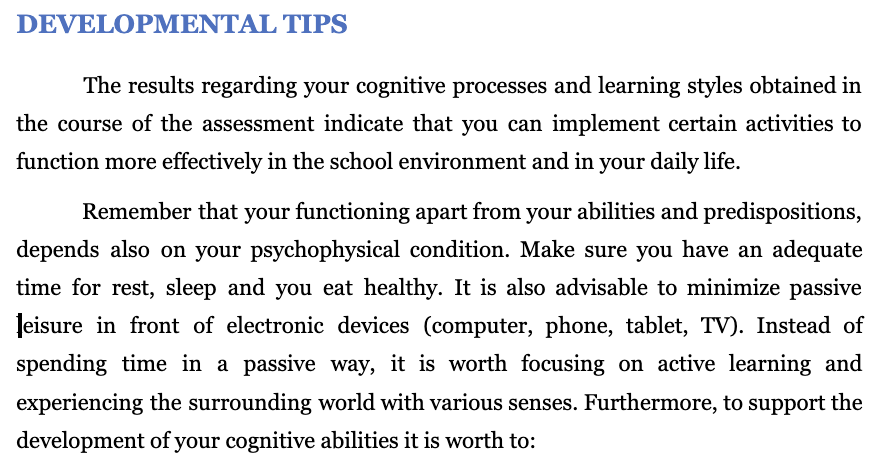 DEVELOPMENTAL TIPS
The results regarding your cognitive processes and learning styles obtained in
the course of the assessment indicate that you can implement certain activities to
function more effectively in the school environment and in your daily life.
Remember that your functioning apart from your abilities and predispositions,
depends also on your psychophysical condition. Make sure you have an adequate
time for rest, sleep and you eat healthy. It is also advisable to minimize passive
leisure in front of electronic devices (computer, phone, tablet, TV). Instead of
spending time in a passive way, it is worth focusing on active learning and
experiencing the surrounding world with various senses. Furthermore, to support the
development of your cognitive abilities it is worth to: